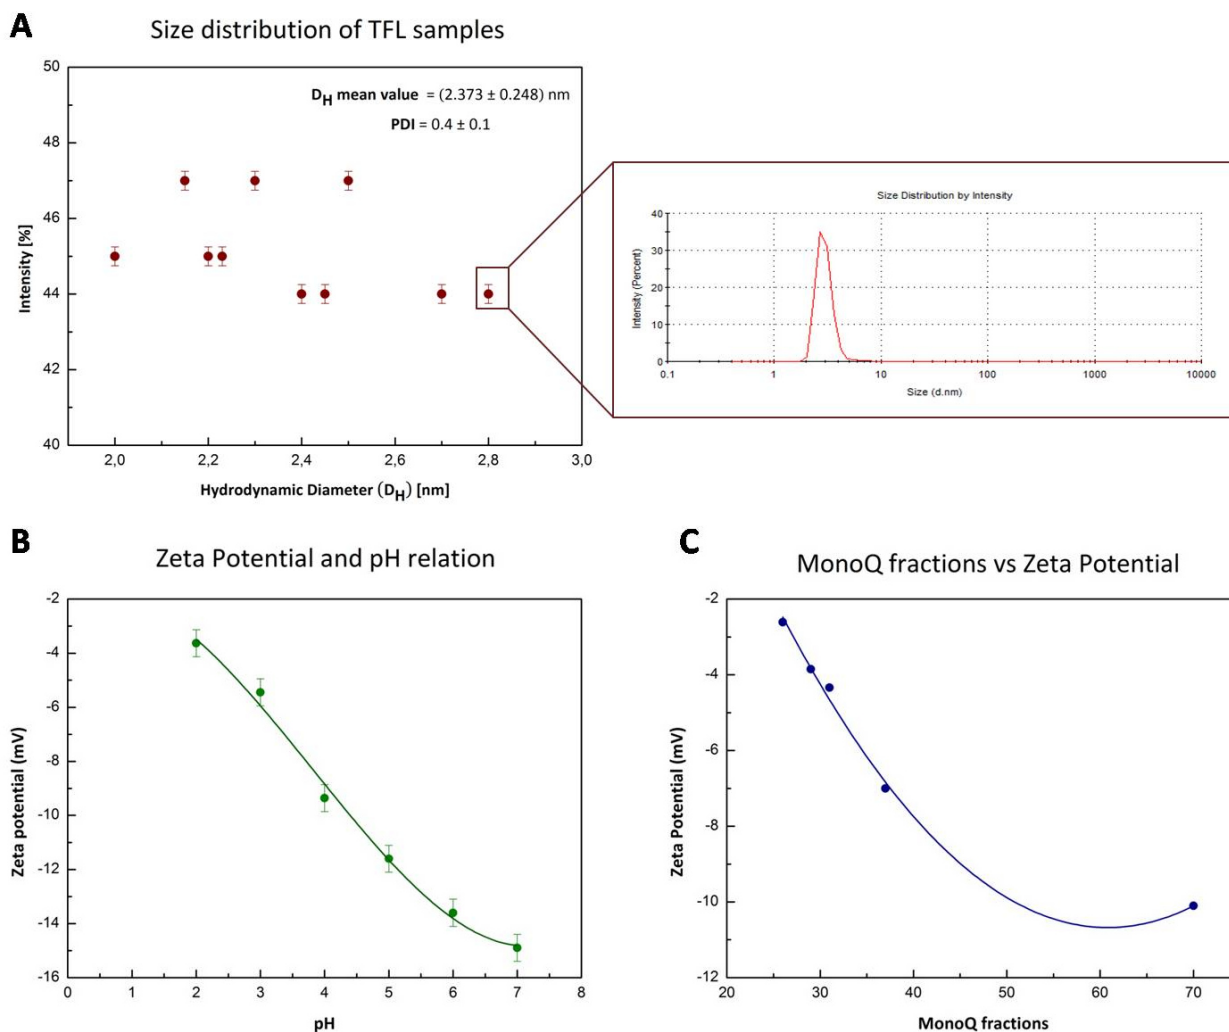 A
Size distribution of TFL samples
D_H mean value = (2.373 ± 0.248) nm
PDI = 0.4 ± 0.1
Intensity [%]
50
48
46
44
42
40
2,0 2,2 2,4 2,6 2,8 3,0
Hydrodynamic Diameter (D_H) [nm]
Size Distribution by Intensity
Intensity (Percent)
40
30
20
10
0
0.1 1 10 100 1000 10000
Size (d.nm)
B
Zeta Potential and pH relation
Zeta potential (mV)
-2
-4
-6
-8
-10
-12
-14
-16
0 1 2 3 4 5 6 7 8
pH
C
MonoQ fractions vs Zeta Potential
Zeta Potential (mV)
-2
-4
-6
-8
-10
-12
20 30 40 50 60 70
MonoQ fractions